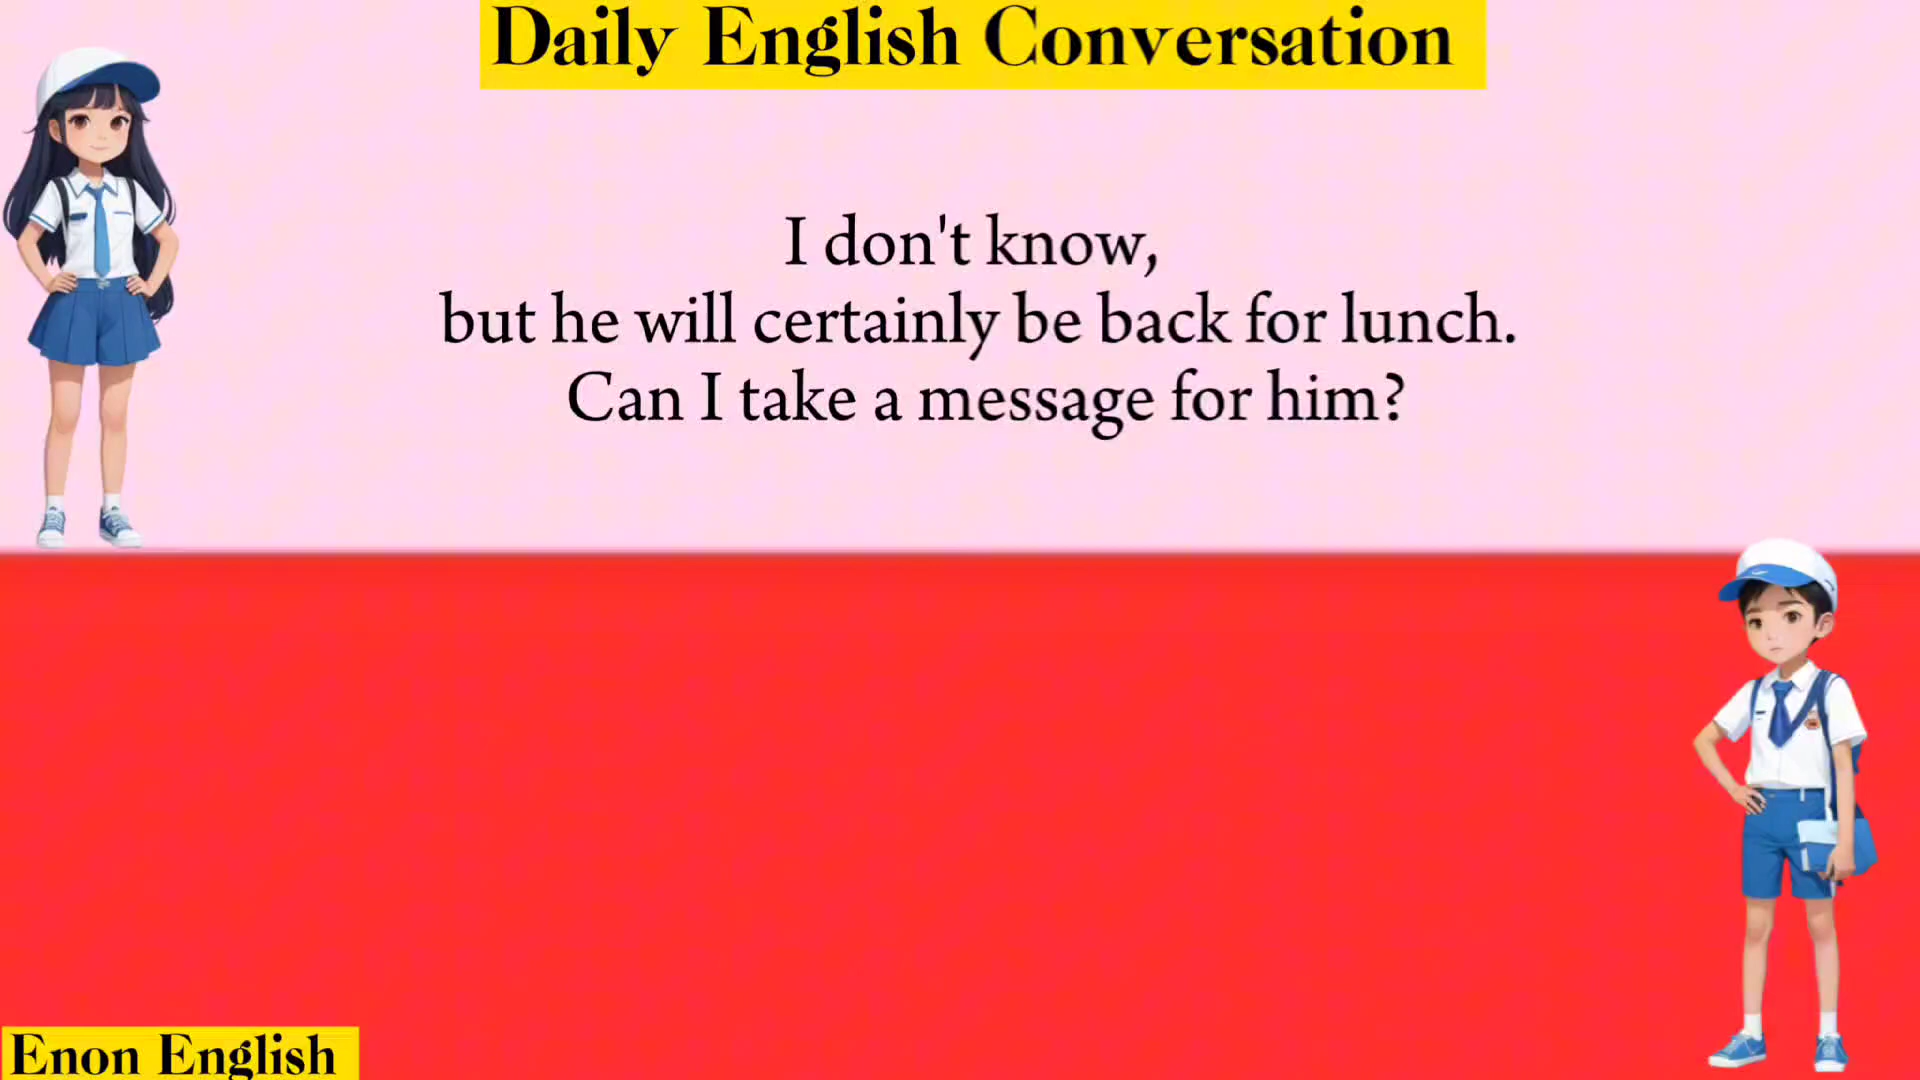 Daily English Conversation
I don't know,
but he will certainly be back for lunch.
Can I take a message for him?
Enon English